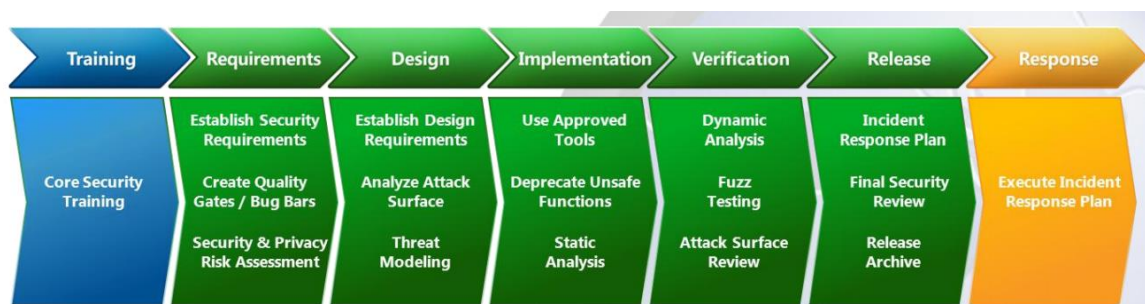 Training
Requirements
Design
Implementation
Verification
Release
Response
Core Security
Training
Establish Security
Requirements
Create Quality
Gates / Bug Bars
Security & Privacy
Risk Assessment
Establish Design
Requirements
Analyze Attack
Surface
Threat
Modeling
Use Approved
Tools
Deprecate Unsafe
Functions
Static
Analysis
Dynamic
Analysis
Fuzz
Testing
Attack Surface
Review
Incident
Response Plan
Final Security
Review
Release
Archive
Execute Incident
Response Plan